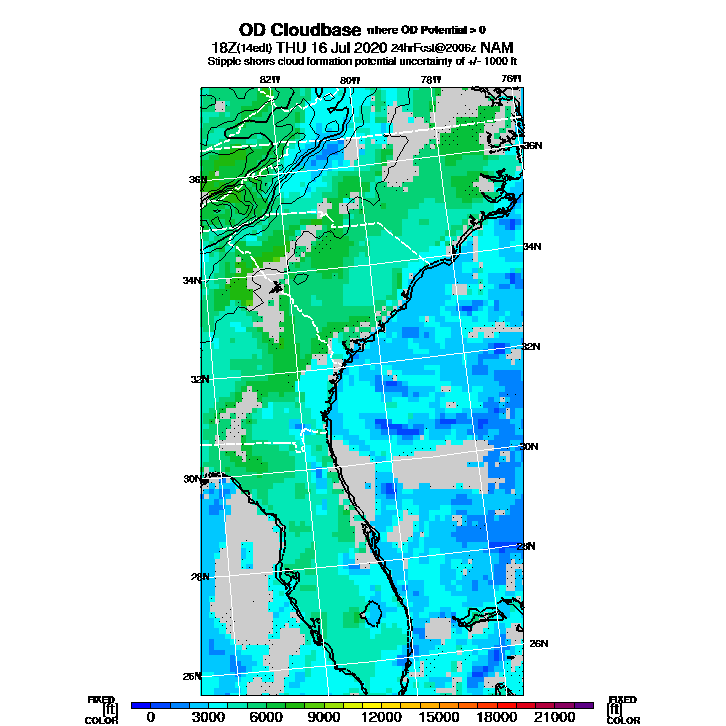 OD Cloudbase where OD Potential > 0
18Z(14edt) THU 16 Jul 2020 24hrFcst@2006z NAM
Stipple shows cloud formation potential uncertainty of +/- 1000 ft
82W 80W 78W 76W
36N 36N
34N 34N
32N 32N
30N 30N
28N 28N
26N 26N
FIXED [ft] COLOR 0 3000 6000 9000 12000 15000 18000 21000 FIXED [ft] COLOR